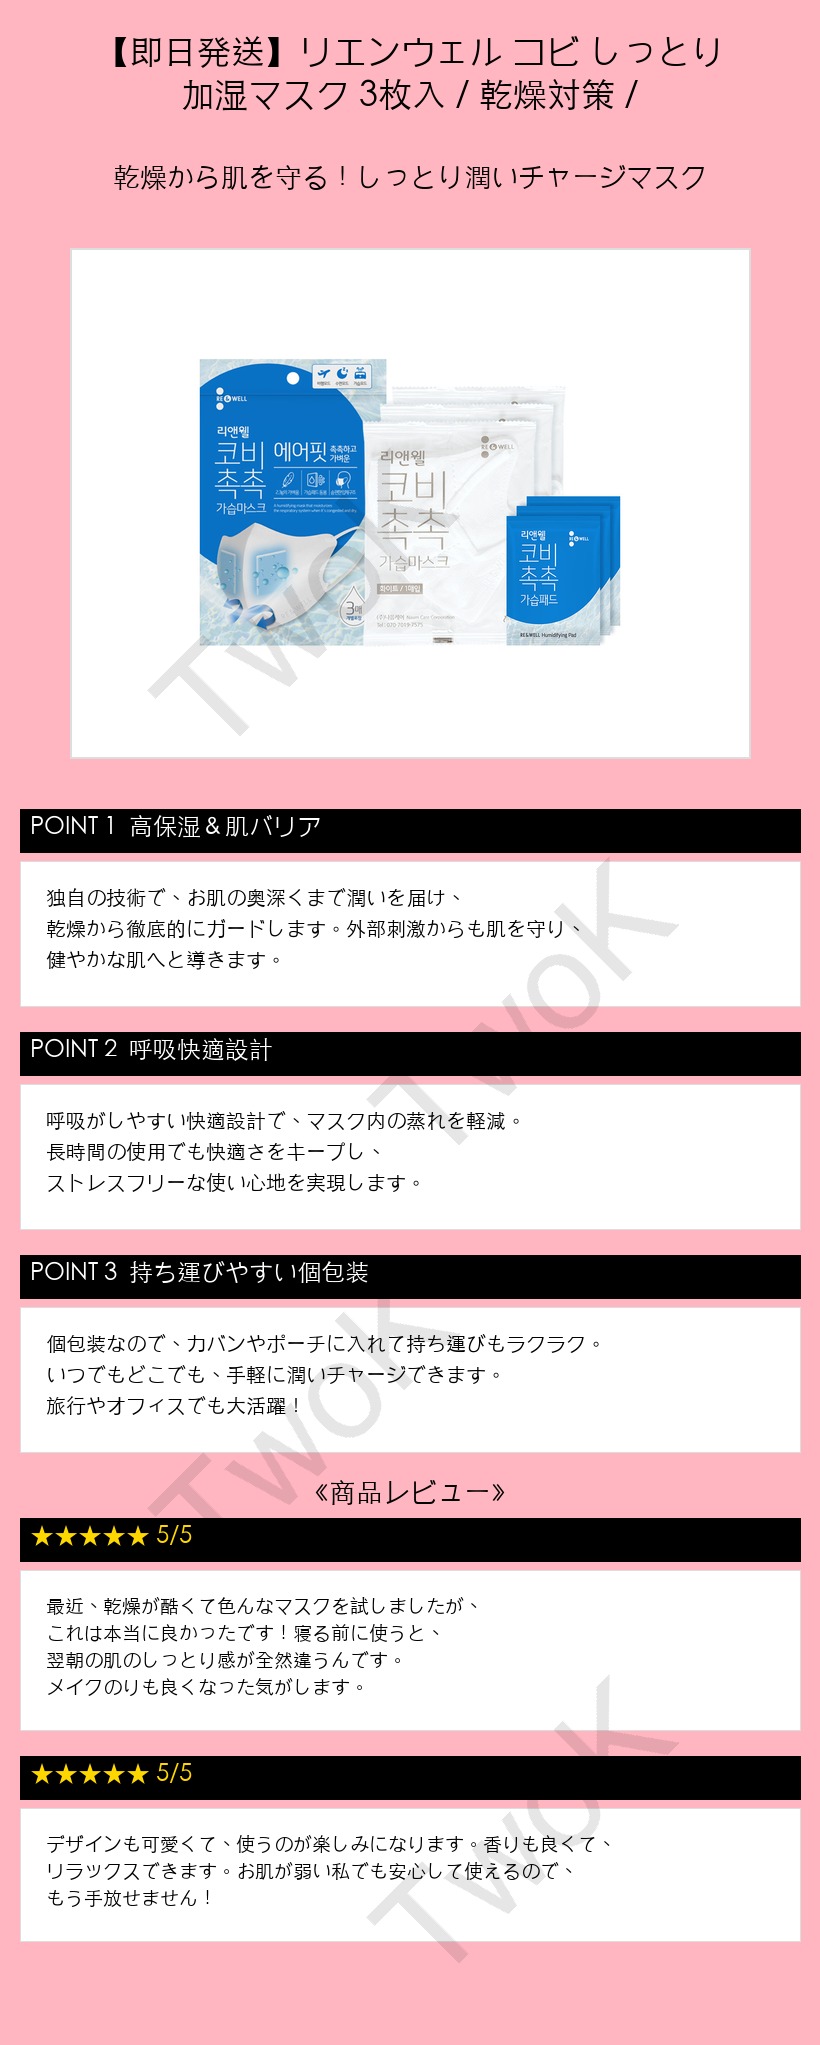 【即日発送】リエンウェル コビ しっとり
加湿マスク 3枚入 / 乾燥対策 /
乾燥から肌を守る！しっとり潤いチャージマスク
RE&WELL
리앤웰
코비
촉촉
가습마스크
에어핏 촉촉하고
가벼운
3매
개별포장
RE&WELL
리앤웰
코비
촉촉
가습마스크
화이트 / 1매입
리앤웰
RE&WELL
코비
촉촉
가습패드
RE&WELL Humidifying Pad
TwoK
POINT 1 高保湿＆肌バリア
独自の技術で、お肌の奥深くまで潤いを届け、
乾燥から徹底的にガードします。外部刺激からも肌を守り、
健やかな肌へと導きます。
TwoK
POINT 2 呼吸快適設計
呼吸がしやすい快適設計で、マスク内の蒸れを軽減。
長時間の使用でも快適さをキープし、
ストレスフリーな使い心地を実現します。
POINT 3 持ち運びやすい個包装
個包装なので、カバンやポーチに入れて持ち運びもラクラク。
いつでもどこでも、手軽に潤いチャージできます。
旅行やオフィスでも大活躍！
TwoK
《商品レビュー》
★★★★★ 5/5
最近、乾燥が酷くて色んなマスクを試しましたが、
これは本当に良かったです！寝る前に使うと、
翌朝の肌のしっとり感が全然違うんです。
メイクのりも良くなった気がします。
★★★★★ 5/5
デザインも可愛くて、使うのが楽しみになります。香りも良くて、
リラックスできます。お肌が弱い私でも安心して使えるので、
もう手放せません！
TwoK